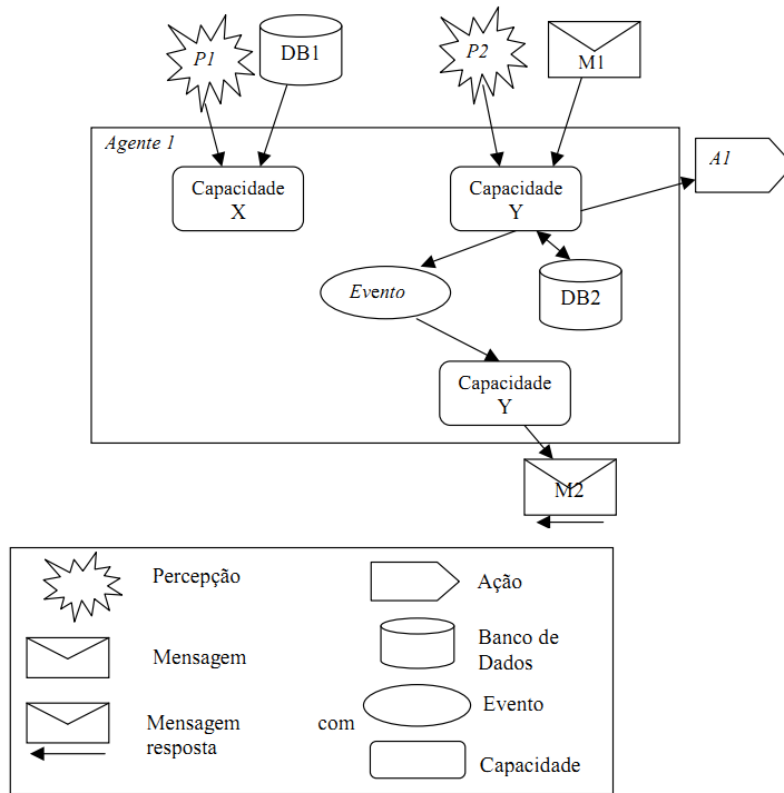 P1
DB1
P2
M1
Agente 1
A1
Capacidade
X
Capacidade
Y
Evento
DB2
Capacidade
Y
M2
Percepção
Ação
Mensagem
Banco de
Dados
Mensagem com
resposta
Evento
Capacidade